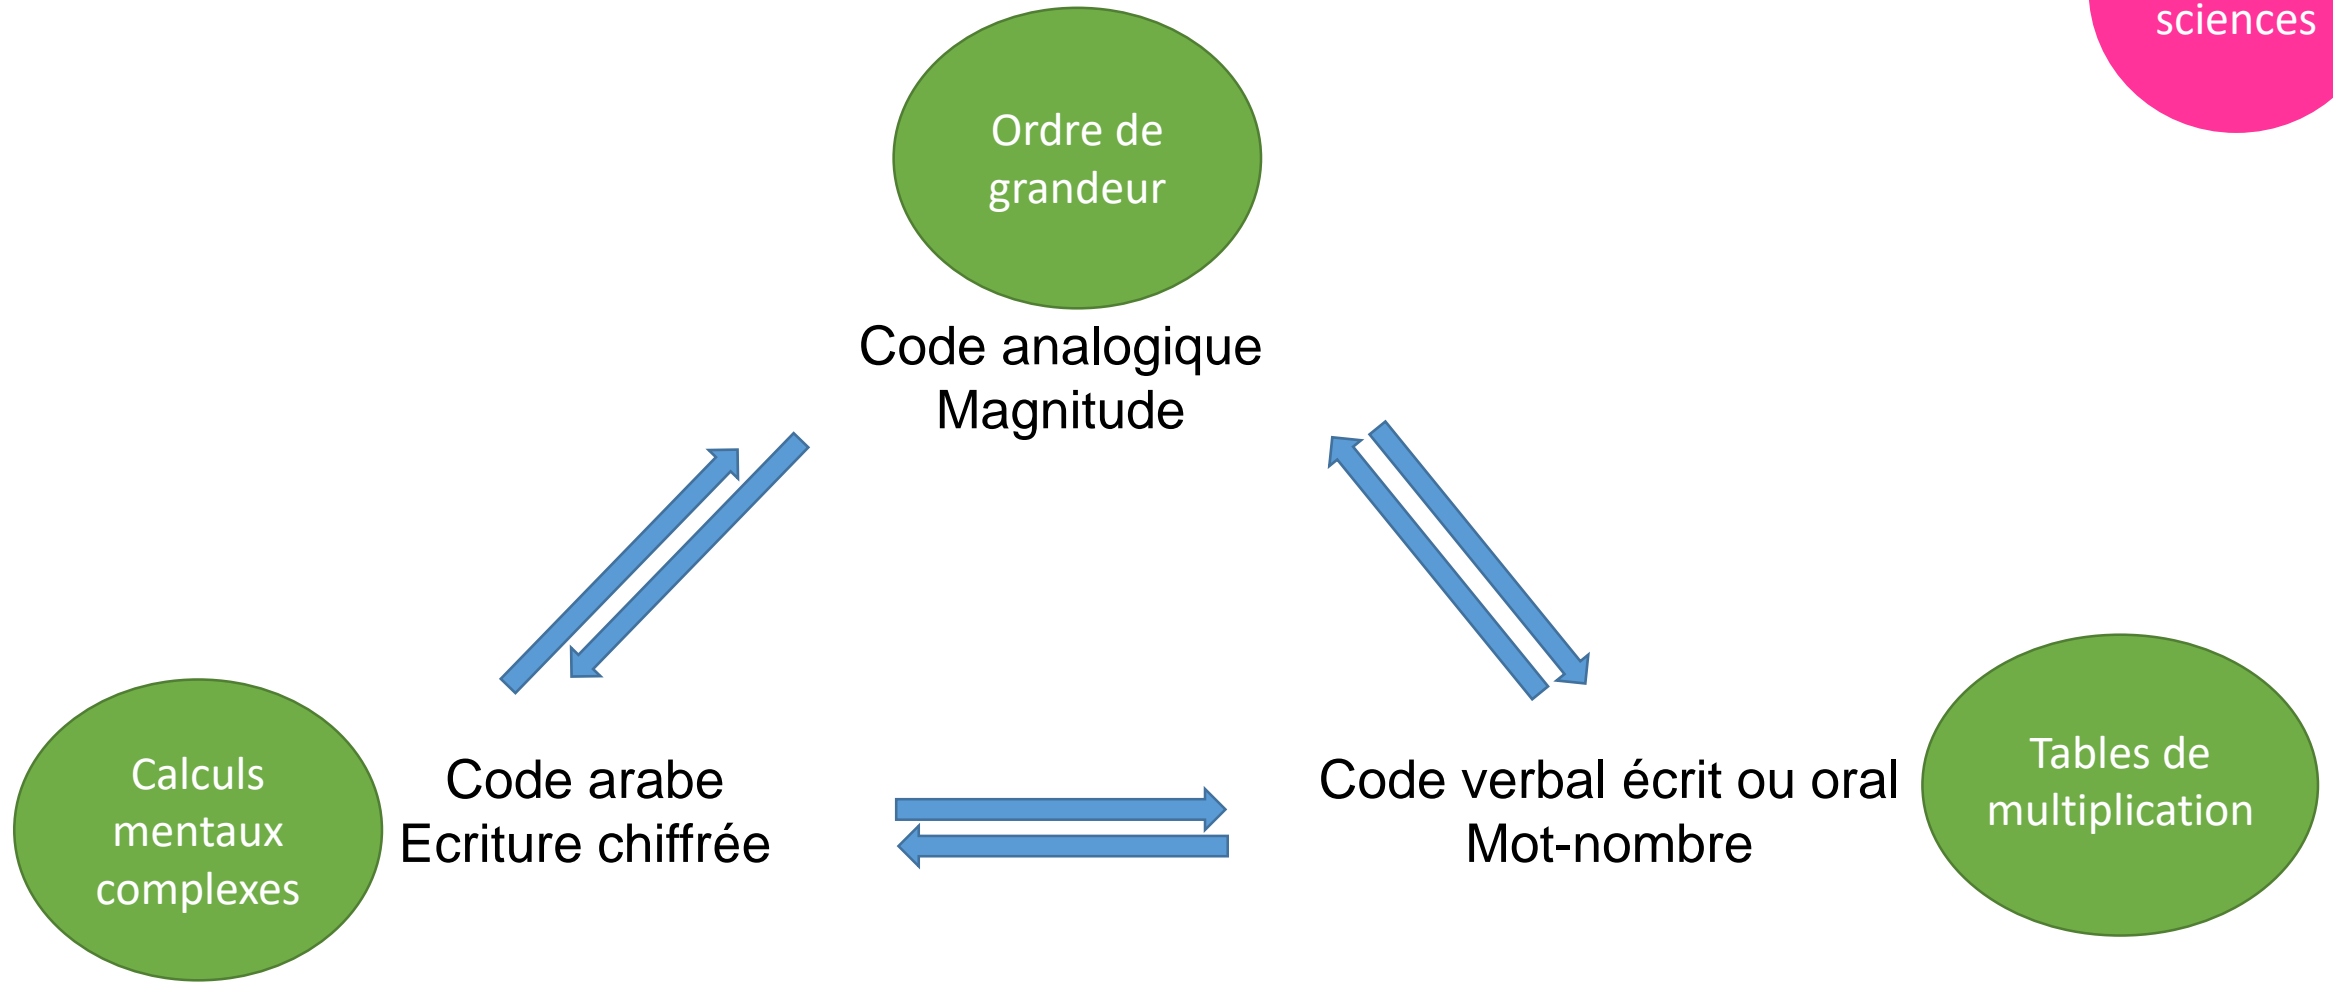 sciences
Ordre de
grandeur
Code analogique
Magnitude
Calculs
mentaux
complexes
Code arabe
Ecriture chiffrée
Code verbal écrit ou oral
Mot-nombre
Tables de
multiplication